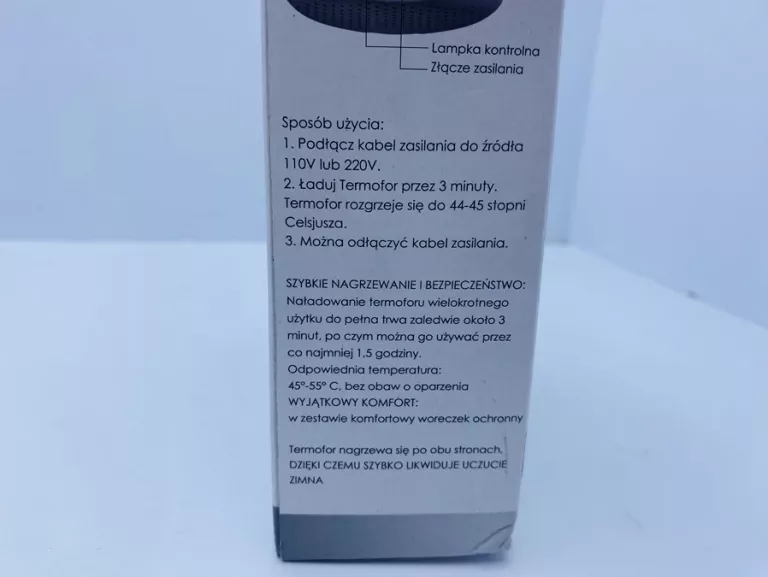 Lampka kontrolna
Złącze zasilania
Sposób użycia:
1. Podłącz kabel zasilania do źródła
110V lub 220V.
2. Ładuj Termofor przez 3 minuty.
Termofor rozgrzeje się do 44-45 stopni
Celsjusza.
3. Można odłączyć kabel zasilania.
SZYBKIE NAGRZEWANIE I BEZPIECZEŃSTWO:
Naładowanie termoforu wielokrotnego
użytku do pełna trwa zaledwie około 3
minut, po czym można go używać przez
co najmniej 1,5 godziny.
Odpowiednia temperatura:
45°-55° C, bez obaw o oparzenia
WYJĄTKOWY KOMFORT:
w zestawie komfortowy woreczek ochronny
Termofor nagrzewa się po obu stronach,
DZIĘKI CZEMU SZYBKO LIKWIDUJE UCZUCIE
ZIMNA